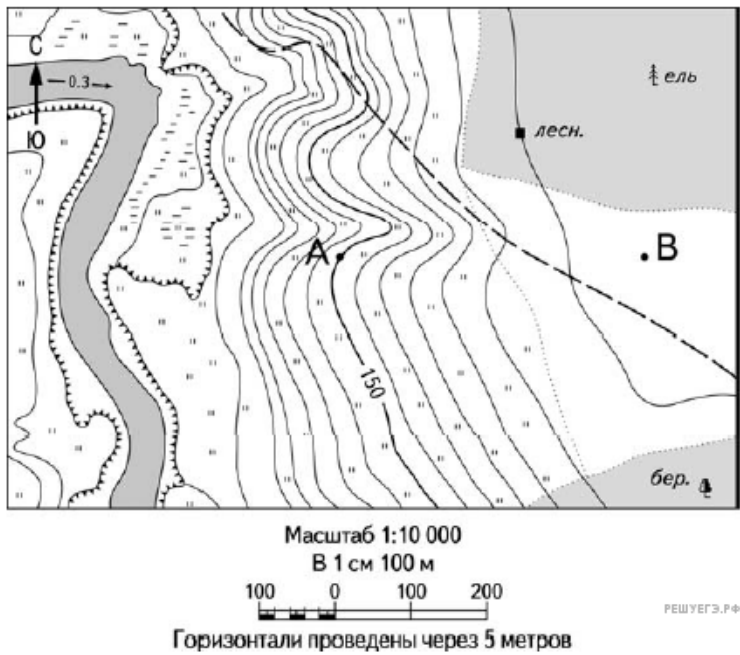 С
0.3
Ю
ель
лесн.
А
В
150
бер.
Масштаб 1:10 000
В 1 см 100 м
100 0 100 200
РЕШУЕГЭ.РФ
Горизонтали проведены через 5 метров